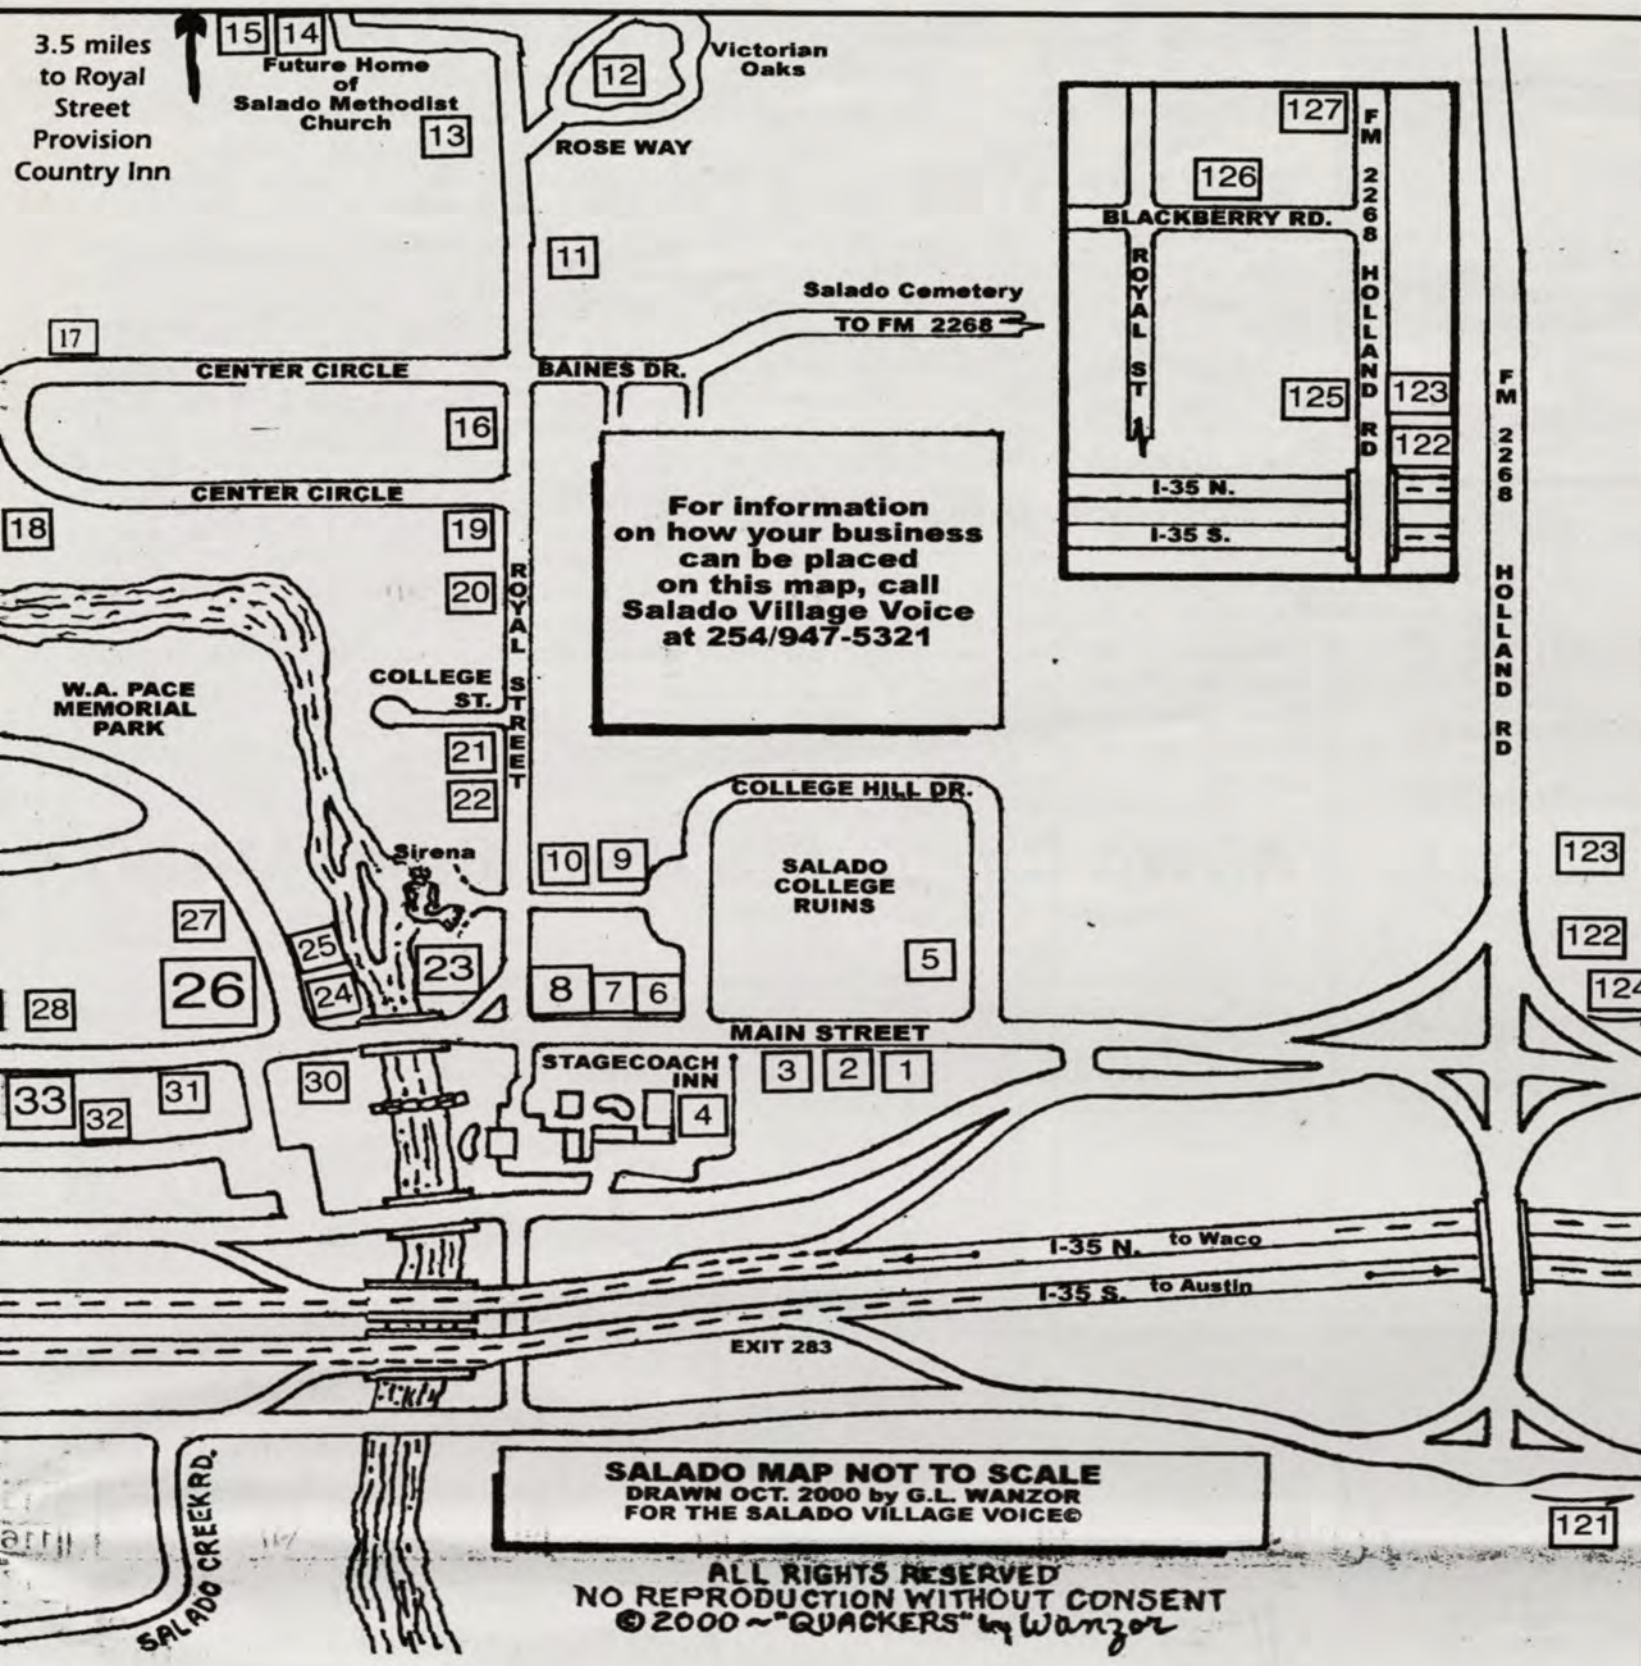 3.5 miles
to Royal
Street
Provision
Country Inn
15
14
Future Home
of
Salado Methodist
Church
13
12
Victorian
Oaks
ROSE WAY
11
Salado Cemetery
TO FM 2268
17
CENTER CIRCLE
BAINES DR.
16
CENTER CIRCLE
18
19
20
ROYAL STREET
COLLEGE
ST.
21
22
For information
on how your business
can be placed
on this map, call
Salado Village Voice
at 254/947-5321
127
126
BLACKBERRY RD.
ROYAL ST
FM 2268 HOLLAND RD
125
123
122
I-35 N.
I-35 S.
FM 2268 HOLLAND RD
W.A. PACE
MEMORIAL
PARK
COLLEGE HILL DR.
SALADO
COLLEGE
RUINS
Sirena
10
9
5
123
122
124
27
25
26
24
23
28
8
7
6
MAIN STREET
STAGECOACH
INN
3
2
1
4
33
32
31
30
I-35 N.
to Waco
I-35 S.
to Austin
EXIT 283
SALADO CREEK RD.
SALADO MAP NOT TO SCALE
DRAWN OCT. 2000 by G.L. WANZOR
FOR THE SALADO VILLAGE VOICE©
121
ALL RIGHTS RESERVED
NO REPRODUCTION WITHOUT CONSENT
© 2000 ~ "QUACKERS" by Wanzor